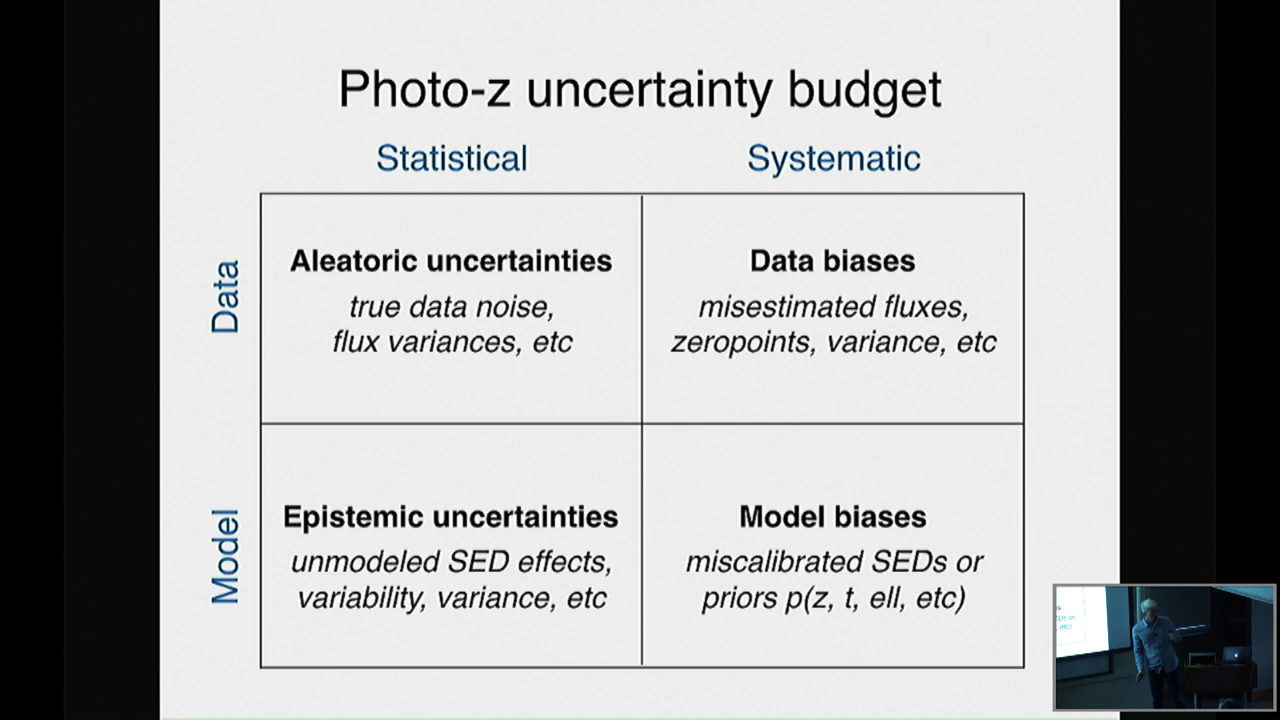 Photo-z uncertainty budget
Statistical
Systematic
Data
Aleatoric uncertainties
true data noise,
flux variances, etc
Data biases
misestimated fluxes,
zeropoints, variance, etc
Model
Epistemic uncertainties
unmodeled SED effects,
variability, variance, etc
Model biases
miscalibrated SEDs or
priors p(z, t, ell, etc)